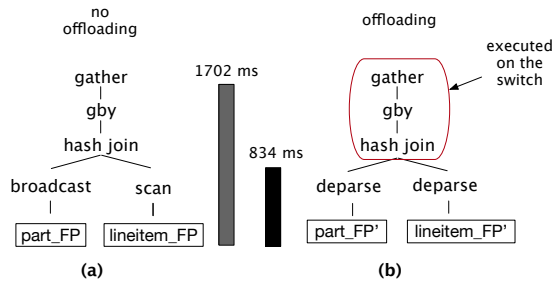 no
offloading
gather
gby
hash join
broadcast
scan
part_FP
lineitem_FP
(a)
1702 ms
834 ms
offloading
executed
on the
switch
gather
gby
hash join
deparse
deparse
part_FP'
lineitem_FP'
(b)